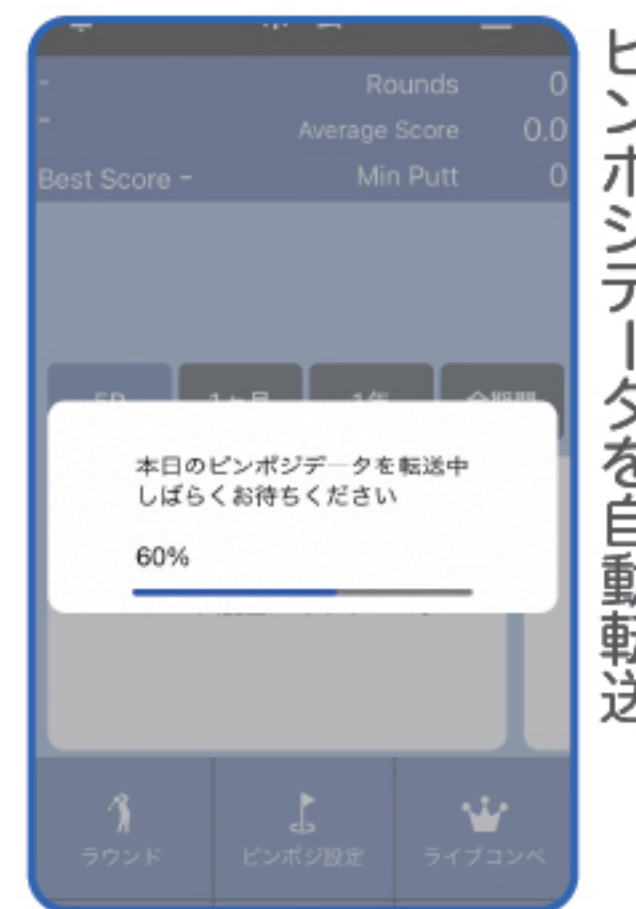 Rounds 0
Average Score 0.0
Best Score - Min Putt 0
本日のピンポジデータを転送中
しばらくお待ちください
60%
ラウンド
ピンポジ設定
ライブコンペ
ピンポジデータを自動転送